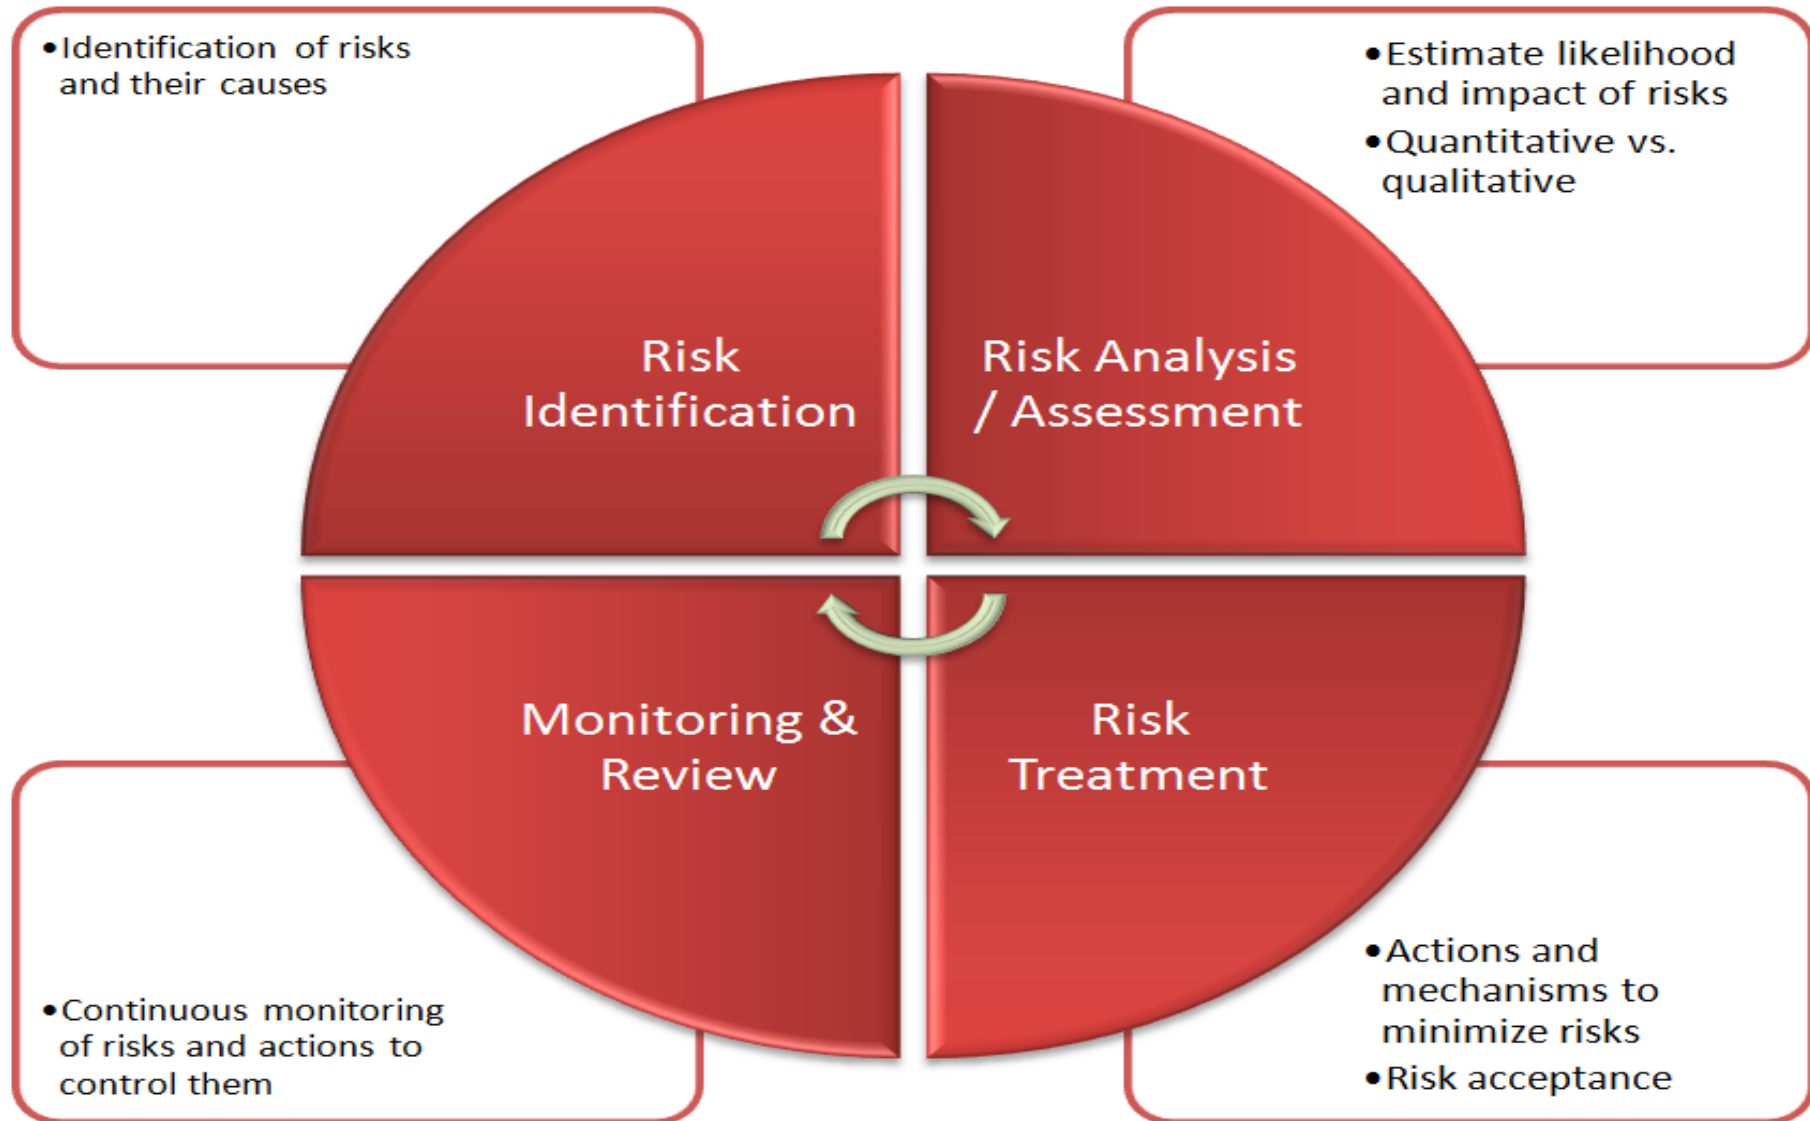 •Identification of risks
and their causes
•Estimate likelihood
and impact of risks
•Quantitative vs.
qualitative
Risk
Identification
Risk Analysis
/ Assessment
Monitoring &
Review
Risk
Treatment
•Continuous monitoring
of risks and actions to
control them
•Actions and
mechanisms to
minimize risks
•Risk acceptance